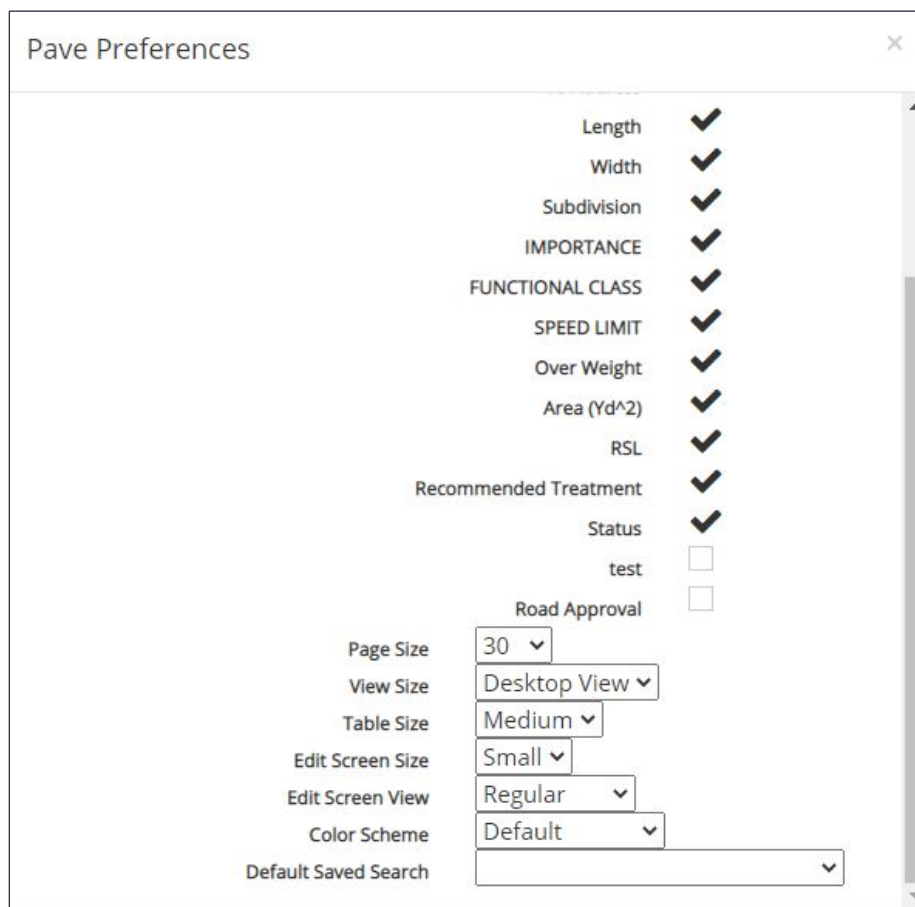 Pave Preferences ×
Length
Width
Subdivision
IMPORTANCE
FUNCTIONAL CLASS
SPEED LIMIT
Over Weight
Area (Yd^2)
RSL
Recommended Treatment
Status
test
Road Approval
Page Size 30
View Size Desktop View
Table Size Medium
Edit Screen Size Small
Edit Screen View Regular
Color Scheme Default
Default Saved Search